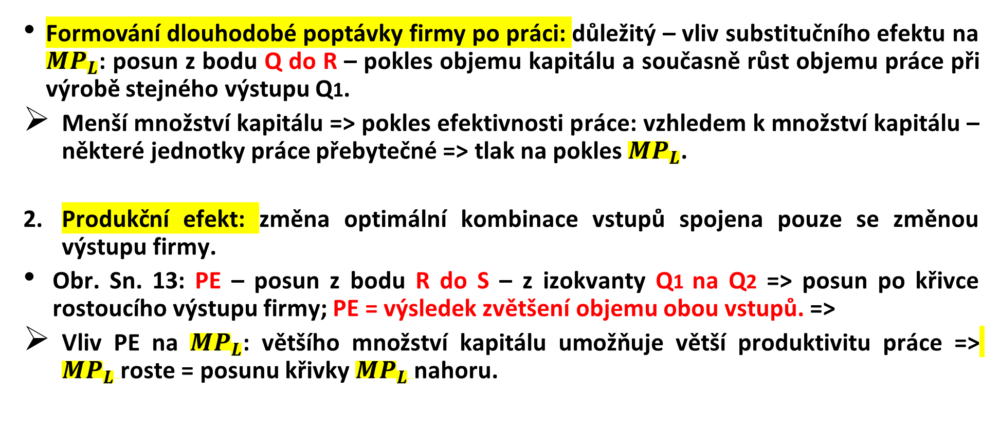 • Formování dlouhodobé poptávky firmy po práci: důležitý – vliv substitučního efektu na
MP_L: posun z bodu Q do R – pokles objemu kapitálu a současně růst objemu práce při
výrobě stejného výstupu Q1.
➢ Menší množství kapitálu => pokles efektivnosti práce: vzhledem k množství kapitálu –
některé jednotky práce přebytečné => tlak na pokles MP_L.
2. Produkční efekt: změna optimální kombinace vstupů spojena pouze se změnou
výstupu firmy.
• Obr. Sn. 13: PE – posun z bodu R do S – z izokvanty Q1 na Q2 => posun po křivce
rostoucího výstupu firmy; PE = výsledek zvětšení objemu obou vstupů. =>
➢ Vliv PE na MP_L: většího množství kapitálu umožňuje větší produktivitu práce =>
MP_L roste = posunu křivky MP_L nahoru.